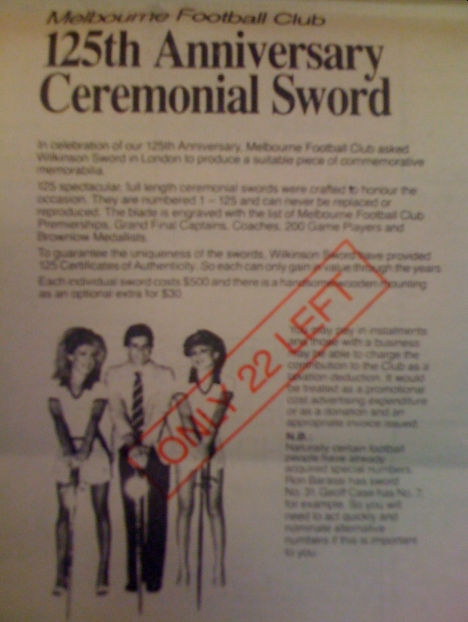 Melbourne Football Club
125th Anniversary
Ceremonial Sword
In celebration of our 125th Anniversary, Melbourne Football Club asked
Wilkinson Sword in London to produce a suitable piece of commemorative
memorabilia.
125 spectacular, full length ceremonial swords were crafted to honour the
occasion. They are numbered 1 – 125 and can never be replaced or
reproduced. The blade is engraved with the list of Melbourne Football Club
Premierships, Grand Final Captains, Coaches, 200 Game Players and
Brownlow Medallists.
To guarantee the uniqueness of the swords, Wilkinson Sword have provided
125 Certificates of Authenticity. So each can only gain in value through the years.
Each individual sword costs $500 and there is a handsome wooden mounting
as an optional extra for $30.
ONLY 22 LEFT
You may pay in instalments
and those with a business
may be able to charge the
contribution to the Club as a
taxation deduction. It would
be treated as a promotional
cost advertising expenditure
or as a donation and an
appropriate invoice issued.
N.B.:
Naturally certain football
people have already
acquired special numbers.
Ron Barassi has sword
No. 31. Geoff Case has No. 7,
for example. So you will
need to act quickly and
nominate alternative
numbers if this is important
to you.